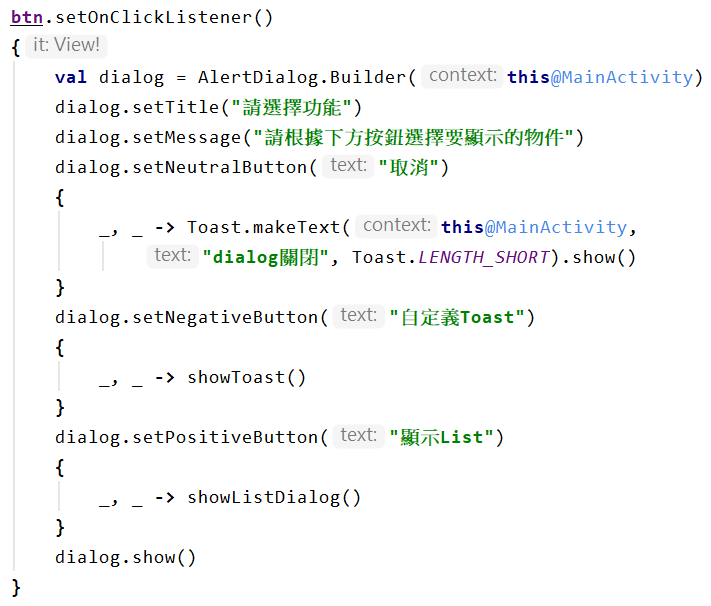 btn.setOnClickListener()
{ it: View!
val dialog = AlertDialog.Builder( context: this@MainActivity)
dialog.setTitle("請選擇功能")
dialog.setMessage("請根據下方按鈕選擇要顯示的物件")
dialog.setNeutralButton( text: "取消")
{
_, _ -> Toast.makeText( context: this@MainActivity,
text: "dialog關閉", Toast.LENGTH_SHORT).show()
}
dialog.setNegativeButton( text: "自定義Toast")
{
_, _ -> showToast()
}
dialog.setPositiveButton( text: "顯示List")
{
_, _ -> showListDialog()
}
dialog.show()
}